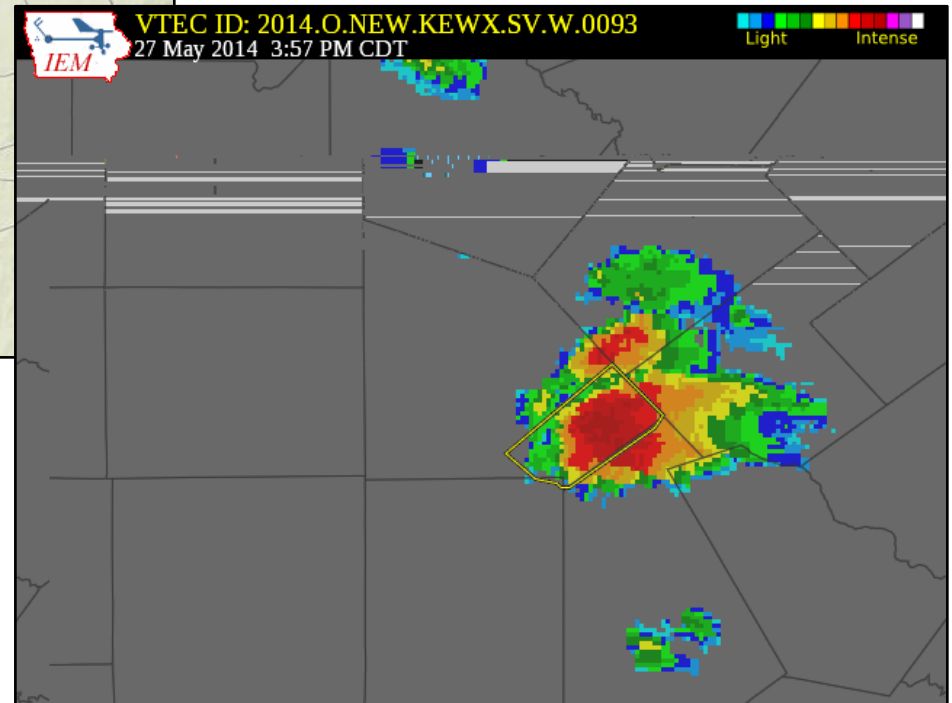 IEM
VTEC ID: 2014.O.NEW.KEWX.SV.W.0093
27 May 2014 3:57 PM CDT
Light
Intense